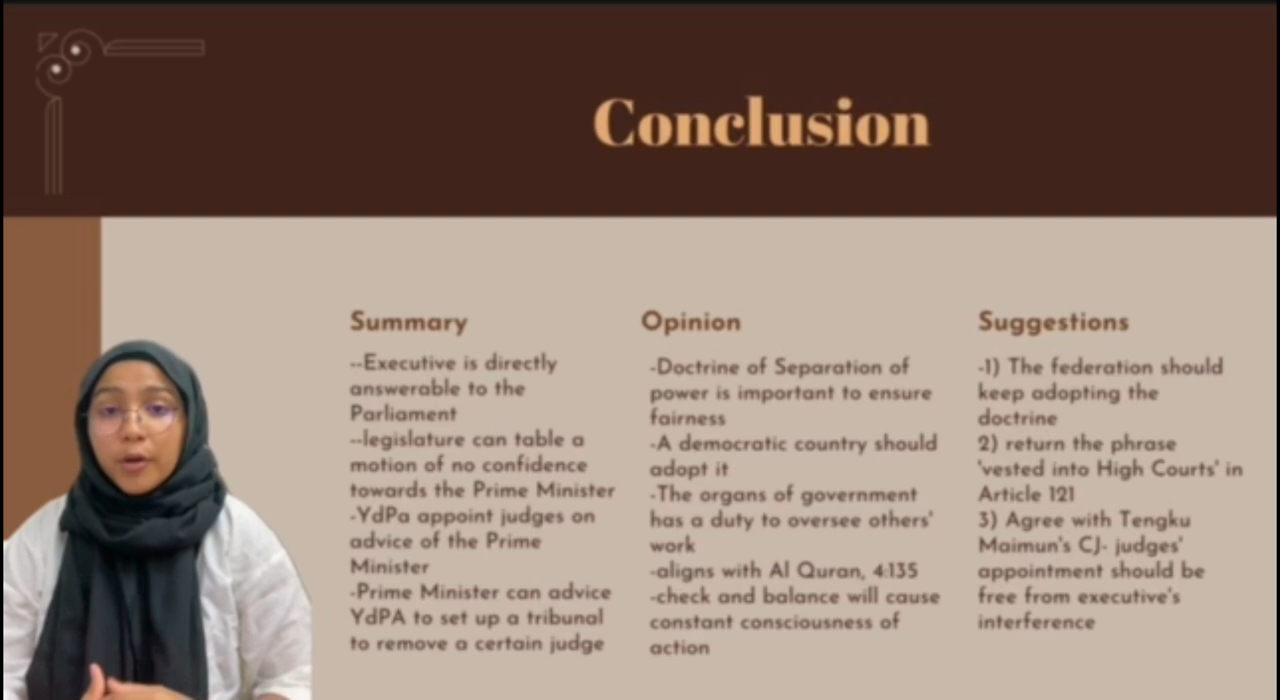 Conclusion
Summary
--Executive is directly
answerable to the
Parliament
--legislature can table a
motion of no confidence
towards the Prime Minister
-YdPa appoint judges on
advice of the Prime
Minister
-Prime Minister can advice
YdPA to set up a tribunal
to remove a certain judge
Opinion
-Doctrine of Separation of
power is important to ensure
fairness
-A democratic country should
adopt it
-The organs of government
has a duty to oversee others'
work
-aligns with Al Quran, 4:135
-check and balance will cause
constant consciousness of
action
Suggestions
-1) The federation should
keep adopting the
doctrine
2) return the phrase
'vested into High Courts' in
Article 121
3) Agree with Tengku
Maimun's CJ- judges'
appointment should be
free from executive's
interference